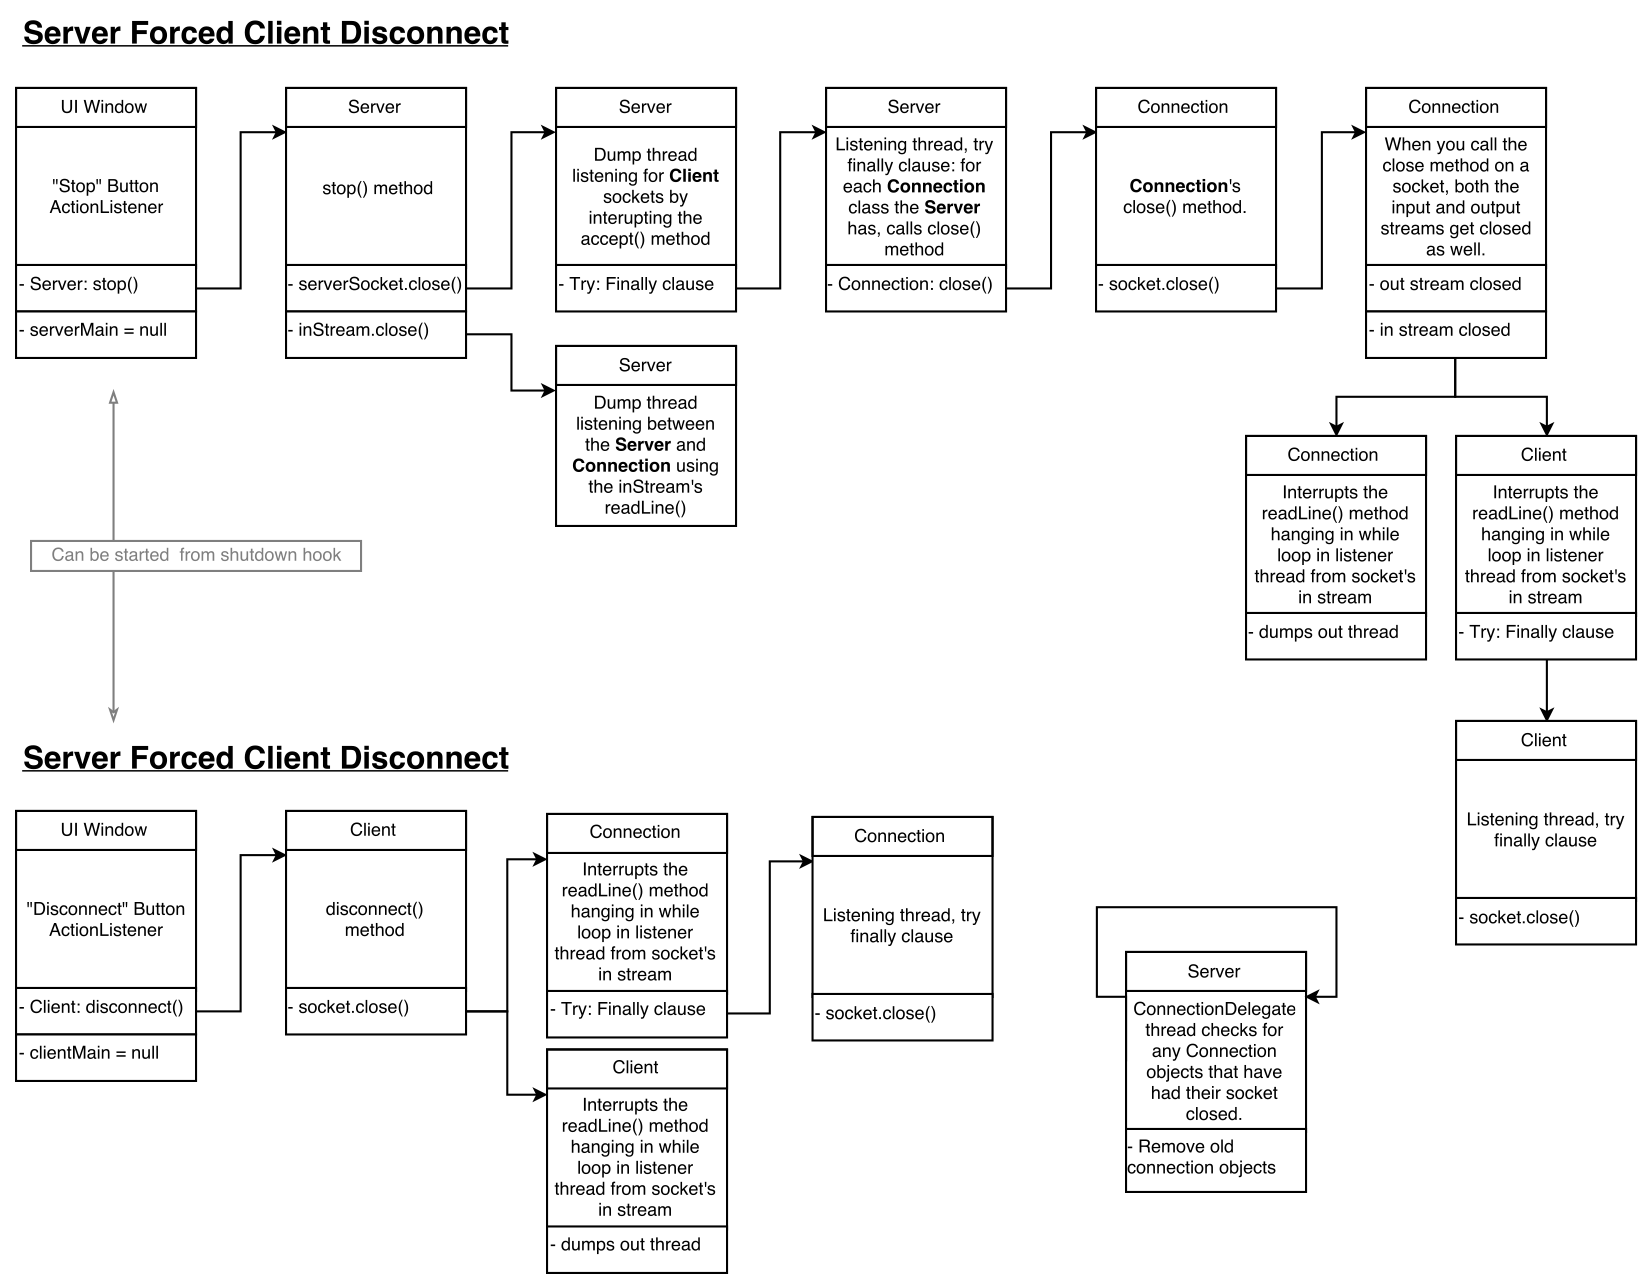 Server Forced Client Disconnect
UI Window
"Stop" Button
ActionListener
- Server: stop()
- serverMain = null
Server
stop() method
- serverSocket.close()
- inStream.close()
Server
Dump thread
listening for Client
sockets by
interupting the
accept() method
- Try: Finally clause
Server
Dump thread
listening between
the Server and
Connection using
the inStream's
readLine()
Server
Listening thread, try
finally clause: for
each Connection
class the Server
has, calls close()
method
- Connection: close()
Connection
Connection's
close() method.
- socket.close()
Connection
When you call the
close method on a
socket, both the
input and output
streams get closed
as well.
- out stream closed
- in stream closed
Connection
Interrupts the
readLine() method
hanging in while
loop in listener
thread from socket's
in stream
- dumps out thread
Client
Interrupts the
readLine() method
hanging in while
loop in listener
thread from socket's
in stream
- Try: Finally clause
Client
Listening thread, try
finally clause
- socket.close()
Can be started  from shutdown hook
Server Forced Client Disconnect
UI Window
"Disconnect" Button
ActionListener
- Client: disconnect()
- clientMain = null
Client
disconnect()
method
- socket.close()
Connection
Interrupts the
readLine() method
hanging in while
loop in listener
thread from socket's
in stream
- Try: Finally clause
Client
Interrupts the
readLine() method
hanging in while
loop in listener
thread from socket's
in stream
- dumps out thread
Connection
Listening thread, try
finally clause
- socket.close()
Server
ConnectionDelegate
thread checks for
any Connection
objects that have
had their socket
closed.
- Remove old
connection objects